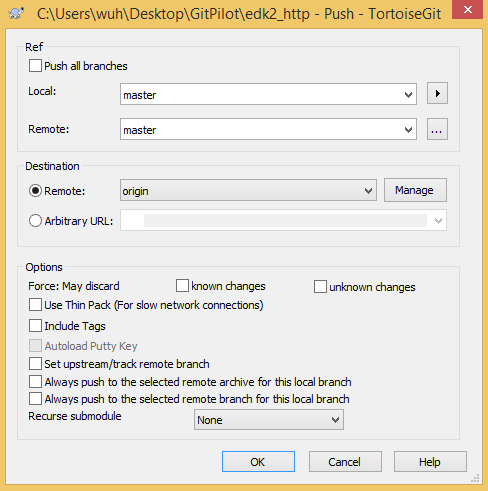 C:\Users\wuh\Desktop\GitPilot\edk2_http - Push - TortoiseGit
Ref
Push all branches
Local:
master
Remote:
master
...
Destination
Remote:
origin
Manage
Arbitrary URL:
Options
Force: May discard
known changes
unknown changes
Use Thin Pack (For slow network connections)
Include Tags
Autoload Putty Key
Set upstream/track remote branch
Always push to the selected remote archive for this local branch
Always push to the selected remote branch for this local branch
Recurse submodule
None
OK
Cancel
Help